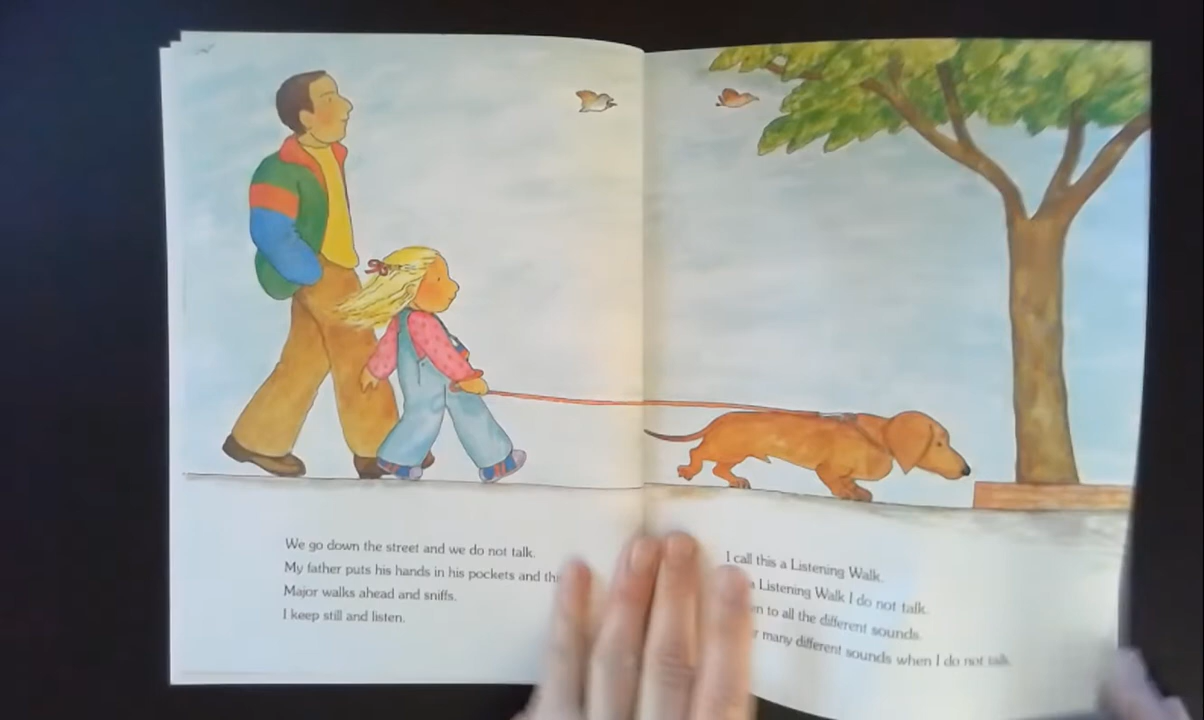 We go down the street and we do not talk.
My father puts his hands in his pockets and
Major walks ahead and sniffs.
I keep still and listen.
I call this a Listening Walk.
a Listening Walk I do not talk.
to all the different sounds.
many different sounds when I do not talk.